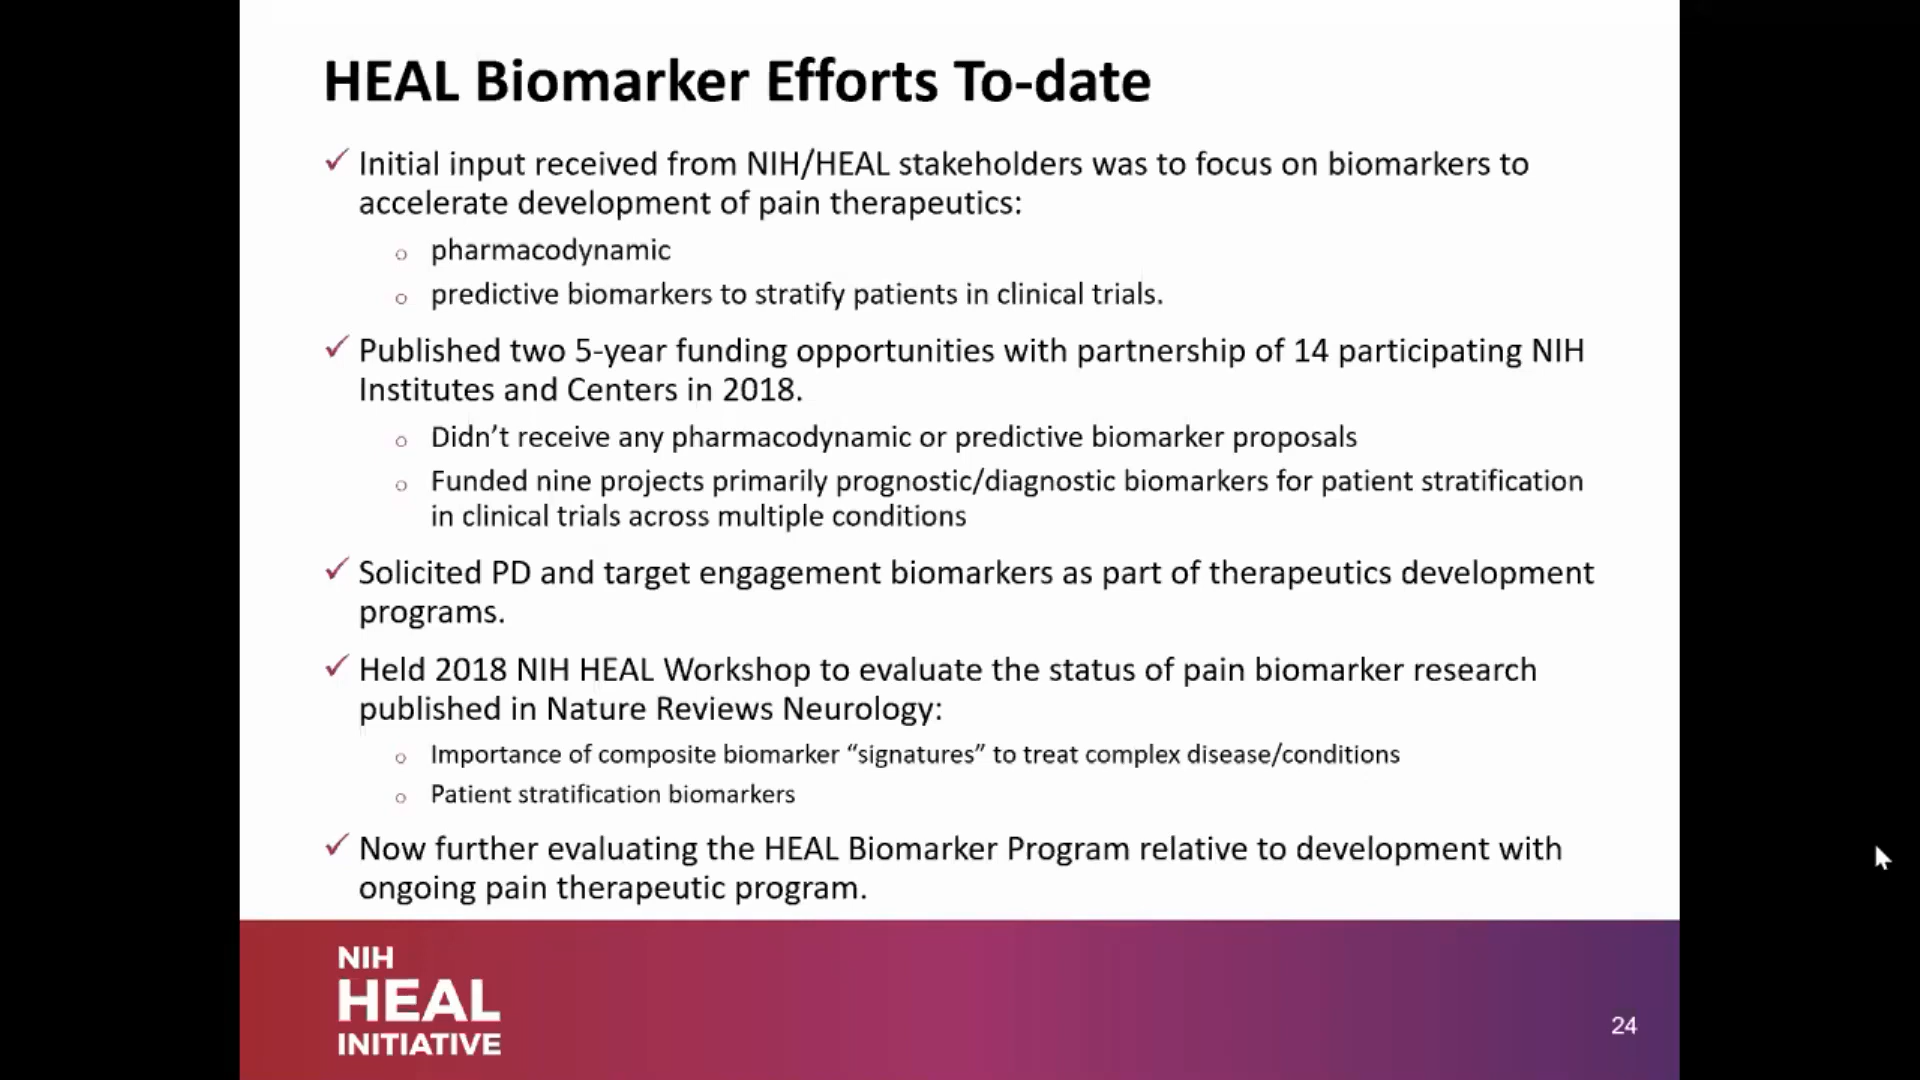 HEAL Biomarker Efforts To-date
✓ Initial input received from NIH/HEAL stakeholders was to focus on biomarkers to
accelerate development of pain therapeutics:
○ pharmacodynamic
○ predictive biomarkers to stratify patients in clinical trials.
✓ Published two 5-year funding opportunities with partnership of 14 participating NIH
Institutes and Centers in 2018.
○ Didn’t receive any pharmacodynamic or predictive biomarker proposals
○ Funded nine projects primarily prognostic/diagnostic biomarkers for patient stratification
in clinical trials across multiple conditions
✓ Solicited PD and target engagement biomarkers as part of therapeutics development
programs.
✓ Held 2018 NIH HEAL Workshop to evaluate the status of pain biomarker research
published in Nature Reviews Neurology:
○ Importance of composite biomarker “signatures” to treat complex disease/conditions
○ Patient stratification biomarkers
✓ Now further evaluating the HEAL Biomarker Program relative to development with
ongoing pain therapeutic program.
NIH
HEAL
INITIATIVE
24